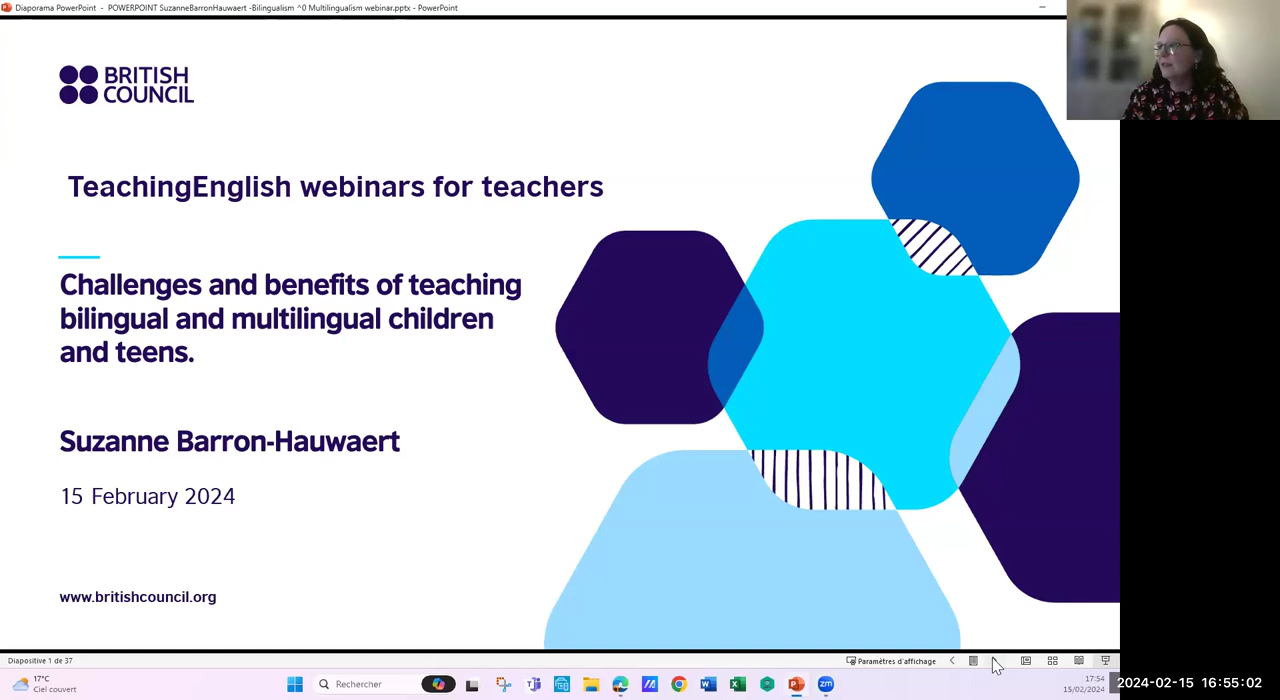 Diaporama PowerPoint - POWERPOINT SuzanneBarronHauwaert -Bilingualism ^0 Multilingualism webinar.pptx - PowerPoint
BRITISH
COUNCIL
TeachingEnglish webinars for teachers
Challenges and benefits of teaching
bilingual and multilingual children
and teens.
Suzanne Barron-Hauwaert
15 February 2024
www.britishcouncil.org
Diapositive 1 de 37
Paramètres d'affichage
17°C
Ciel couvert
Rechercher
17:54
15/02/2024
2024-02-15 16:55:02